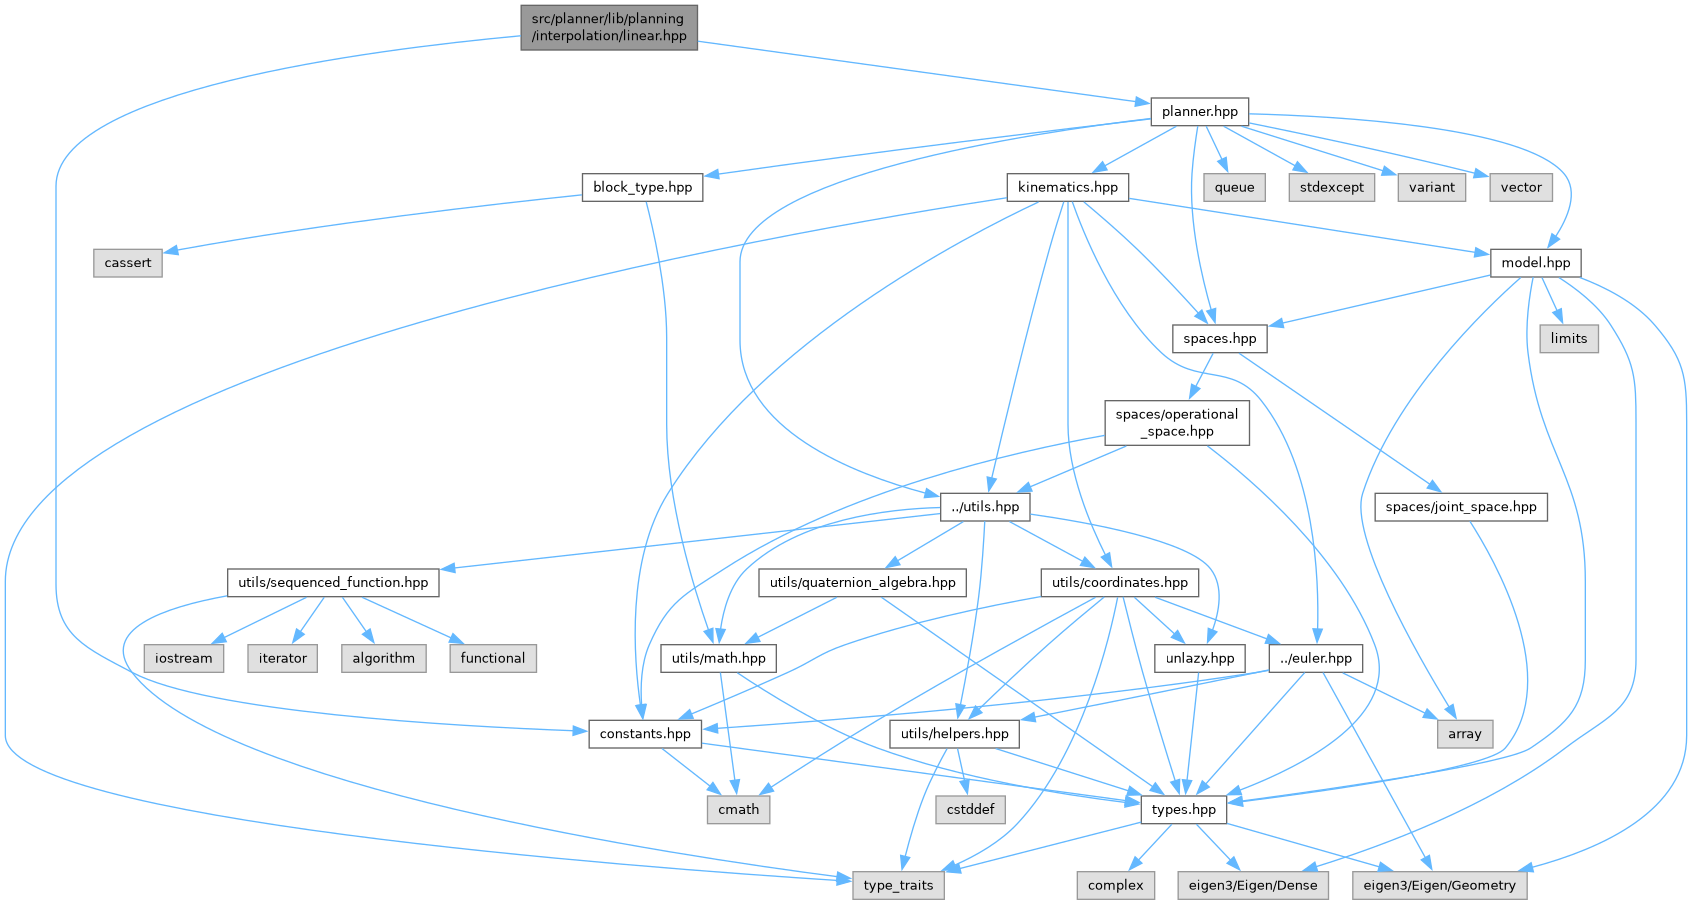 src/planner/lib/planning
/interpolation/linear.hpp
planner.hpp
block_type.hpp
kinematics.hpp
queue
stdexcept
variant
vector
cassert
model.hpp
spaces.hpp
limits
spaces/operational
_space.hpp
../utils.hpp
spaces/joint_space.hpp
utils/sequenced_function.hpp
utils/quaternion_algebra.hpp
utils/coordinates.hpp
iostream
iterator
algorithm
functional
utils/math.hpp
unlazy.hpp
../euler.hpp
constants.hpp
utils/helpers.hpp
array
cmath
cstddef
types.hpp
type_traits
complex
eigen3/Eigen/Dense
eigen3/Eigen/Geometry